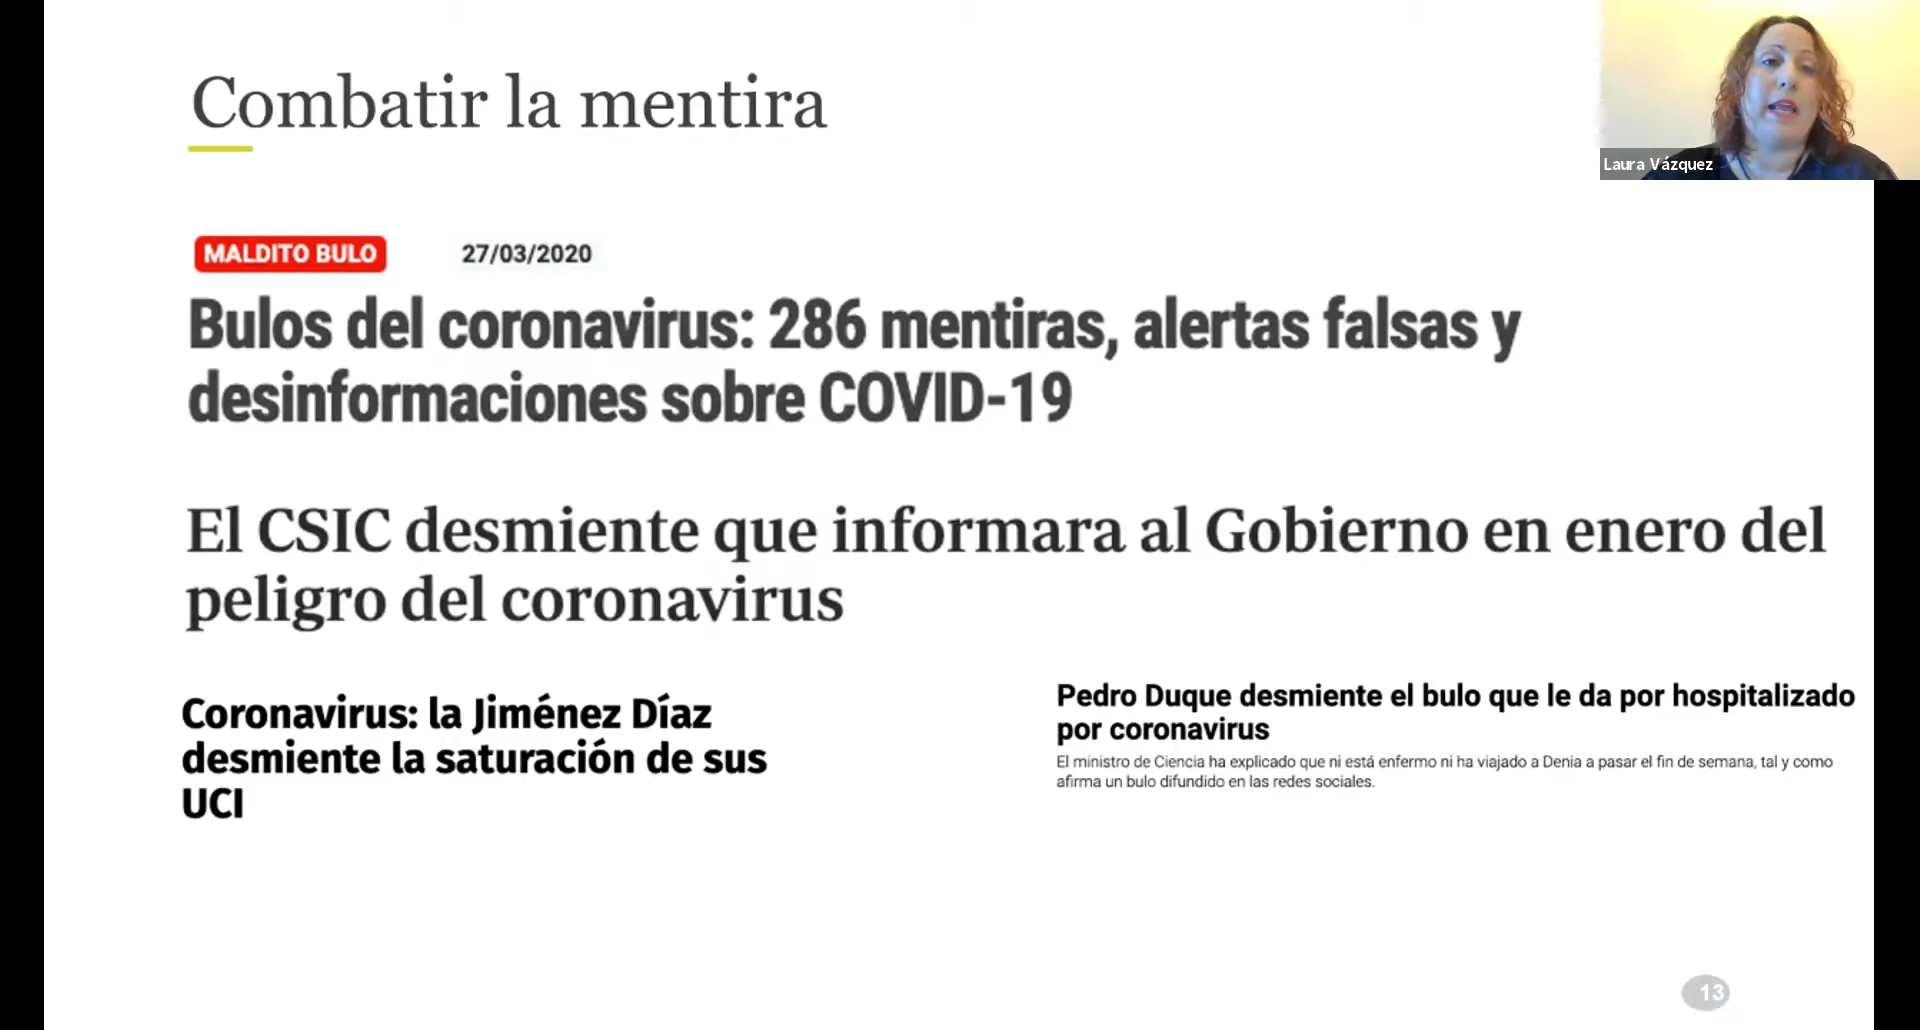 Combatir la mentira
Laura Vázquez
MALDITO BULO 27/03/2020
Bulos del coronavirus: 286 mentiras, alertas falsas y
desinformaciones sobre COVID-19
El CSIC desmiente que informara al Gobierno en enero del
peligro del coronavirus
Coronavirus: la Jiménez Díaz
desmiente la saturación de sus
UCI
Pedro Duque desmiente el bulo que le da por hospitalizado
por coronavirus
El ministro de Ciencia ha explicado que ni está enfermo ni ha viajado a Denia a pasar el fin de semana, tal y como
afirma un bulo difundido en las redes sociales.
13